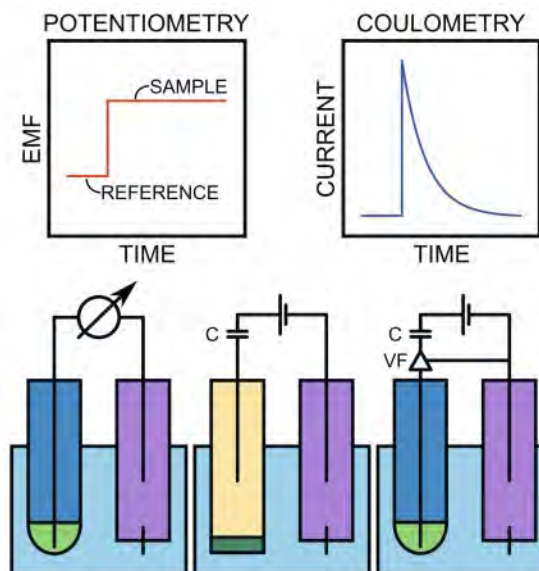 POTENTIOMETRY
COULOMETRY
EMF
SAMPLE
REFERENCE
TIME
CURRENT
TIME
C
C
VF